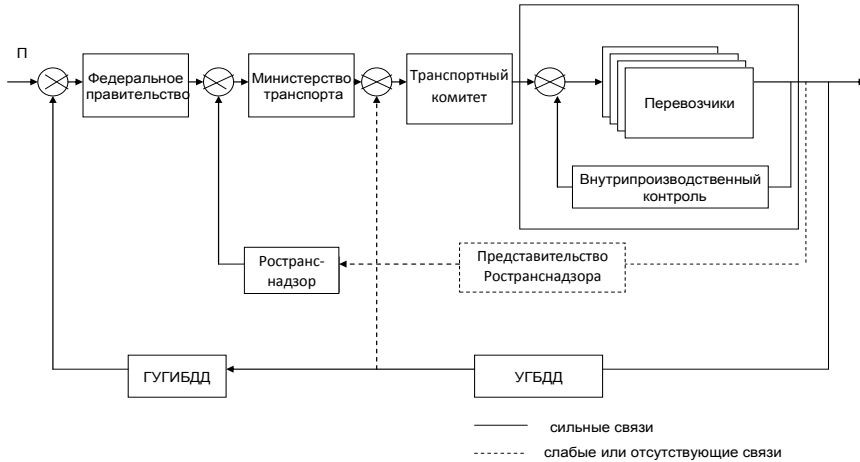 П
Федеральное
правительство
Министерство
транспорта
Транспортный
комитет
Перевозчики
Внутрипроизводственный
контроль
Ространс-
надзор
Представительство
Ространснадзора
ГУГИБДД
УГБДД
сильные связи
слабые или отсутствующие связи